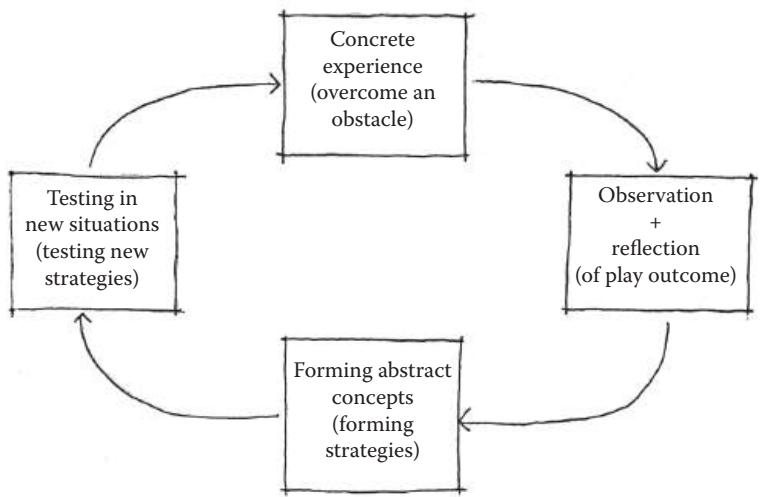 Concrete
experience
(overcome an
obstacle)
Observation
+
reflection
(of play outcome)
Forming abstract
concepts
(forming
strategies)
Testing in
new situations
(testing new
strategies)